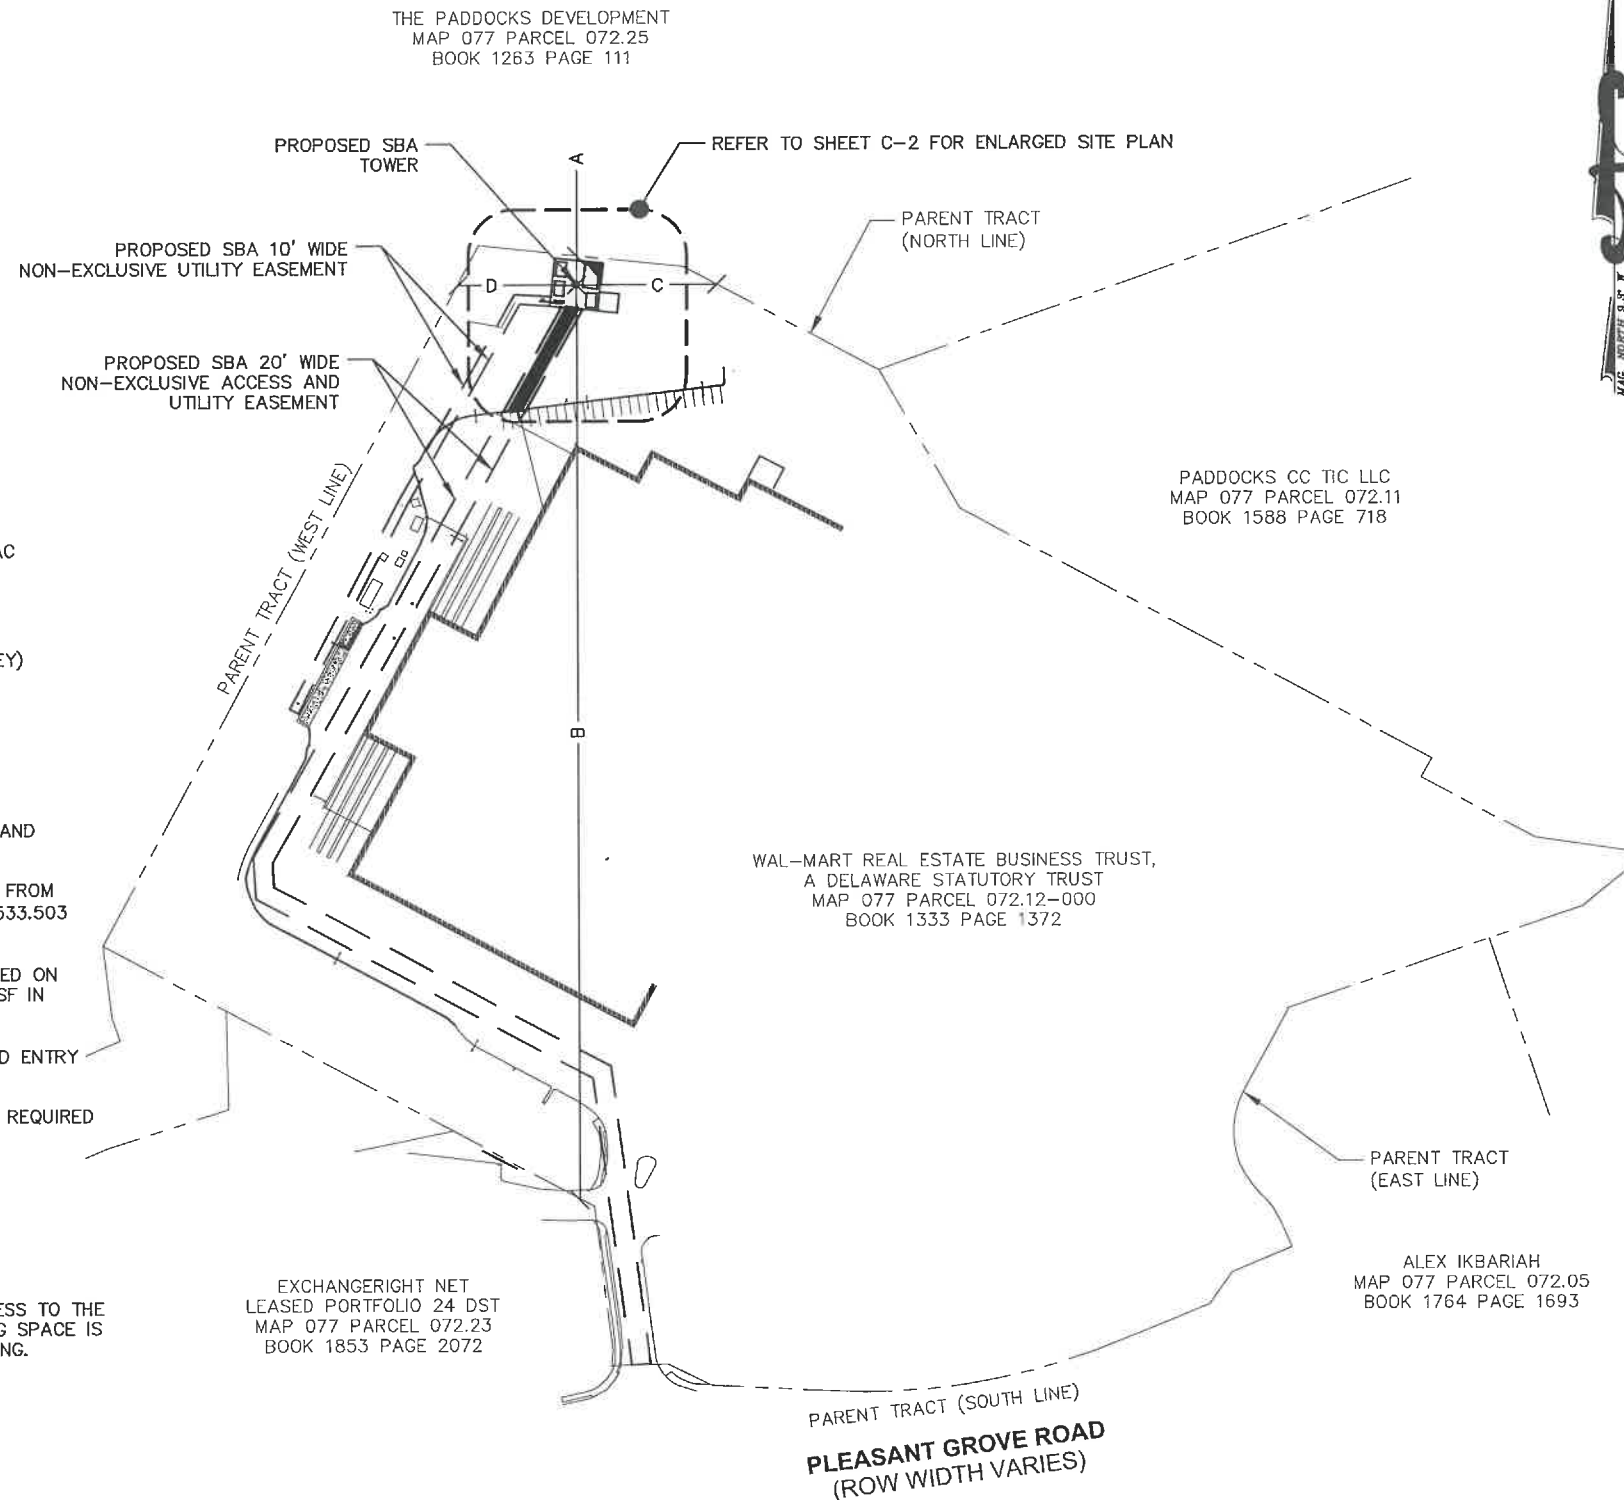 THE PADDOCKS DEVELOPMENT
MAP 077 PARCEL 072.25
BOOK 1263 PAGE 111
PROPOSED SBA
TOWER
A
REFER TO SHEET C-2 FOR ENLARGED SITE PLAN
PARENT TRACT
(NORTH LINE)
PROPOSED SBA 10' WIDE
NON-EXCLUSIVE UTILITY EASEMENT
D
C
PROPOSED SBA 20' WIDE
NON-EXCLUSIVE ACCESS AND
UTILITY EASEMENT
MAG. NORTH
PARENT TRACT (WEST LINE)
PADDOCKS CC TIC LLC
MAP 077 PARCEL 072.11
BOOK 1588 PAGE 718
AC
EY)
B
AND
FROM
533.503
WAL-MART REAL ESTATE BUSINESS TRUST,
A DELAWARE STATUTORY TRUST
MAP 077 PARCEL 072.12-000
BOOK 1333 PAGE 1372
ED ON
SF IN
D ENTRY
REQUIRED
PARENT TRACT
(EAST LINE)
ESS TO THE
G SPACE IS
NG.
EXCHANGERIGHT NET
LEASED PORTFOLIO 24 DST
MAP 077 PARCEL 072.23
BOOK 1853 PAGE 2072
ALEX IKBARIAH
MAP 077 PARCEL 072.05
BOOK 1764 PAGE 1693
PARENT TRACT (SOUTH LINE)
PLEASANT GROVE ROAD
(ROW WIDTH VARIES)